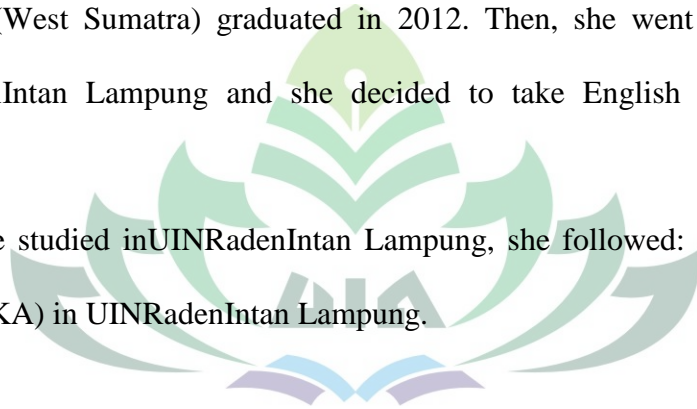 (West Sumatra) graduated in 2012. Then, she went
Intan Lampung and she decided to take English
studied inUINRadenIntan Lampung, she followed:
KA) in UINRadenIntan Lampung.
UIN